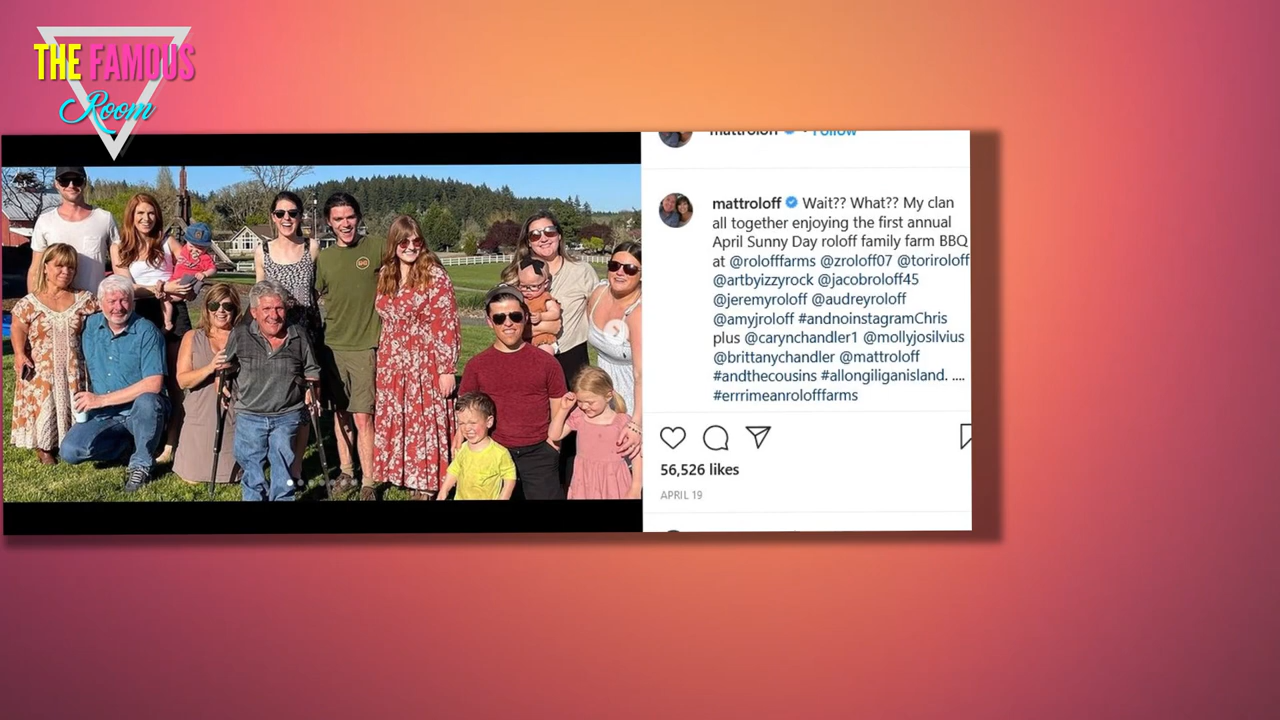 THE FAMOUS
Room
mattroloff • Follow
mattroloff Wait?? What?? My clan
all together enjoying the first annual
April Sunny Day roloff family farm BBQ
at @rolofffarms @zroloff07 @toriroloff
@artbyizzyrock @jacobroloff45
@jeremyroloff @audreyroloff
@amyjroloff #andnoinstagramChris
plus @carynchandler1 @mollyjosilvius
@brittanychandler @mattroloff
#andthecousins #allongiliganisland. ....
#errrimeanrolofffarms
56,526 likes
APRIL 19